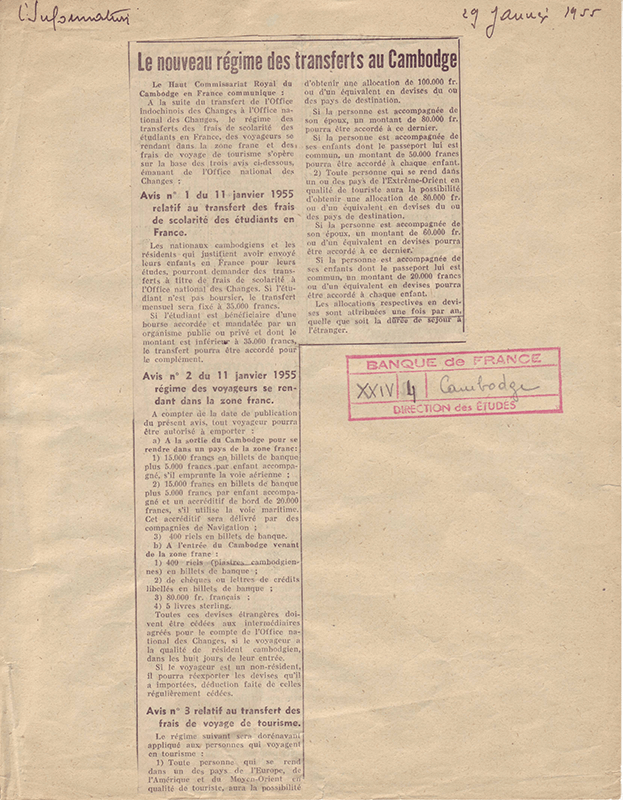 l'Information
29 Janvier 1955
Le nouveau régime des transferts au Cambodge
Le Haut Commissariat Royal du
Cambodge en France communique :
A la suite du transfert de l'Office
Indochinois des Changes à l'Office na-
tional des Changes, le régime des
transferts des frais de scolarité des
étudiants en France, des voyageurs se
rendant dans la zone franc et des
frais de voyage de tourisme s'opère
sur la base des trois avis ci-dessous,
émanant de l'Office national des
Changes :
Avis n° 1 du 11 janvier 1955
relatif au transfert des frais
de scolarité des étudiants en
France.
Les nationaux cambodgiens et les
résidents qui justifient avoir envoyé
leurs enfants en France pour leurs
études, pourront demander des trans-
ferts à titre de frais de scolarité à
l'Office national des Changes. Si l'étu-
diant n'est pas boursier, le transfert
mensuel sera fixé à 35.000 francs.
Si l'étudiant est bénéficiaire d'une
bourse accordée et mandatée par un
organisme public ou privé et dont le
montant est inférieur à 35.000 francs,
le transfert pourra être accordé pour
le complément.
Avis n° 2 du 11 janvier 1955
régime des voyageurs se ren-
dant dans la zone franc.
A compter de la date de publication
du présent avis, tout voyageur pourra
être autorisé à emporter :
a) A la sortie du Cambodge pour se
rendre dans un pays de la zone franc:
1) 15.000 francs en billets de banque
plus 5.000 francs par enfant accompa-
gné, s'il emprunte la voie aérienne ;
2) 15.000 francs en billets de banque
plus 5.000 francs par enfant accompa-
gné et un accréditif de bord de 20.000
francs, s'il utilise la voie maritime.
Cet accréditif sera délivré par des
compagnies de Navigation ;
3) 400 riels en billets de banque.
b) A l'entrée du Cambodge venant
de la zone franc :
1) 400 riels (piastres cambodgien-
nes) en billets de banque ;
2) de chèques ou lettres de crédits
libellés en billets de banque ;
3) 80.000 fr. français ;
4) 5 livres sterling.
Toutes ces devises étrangères doi-
vent être cédées aux intermédiaires
agréés pour le compte de l'Office na-
tional des Changes, si le voyageur a
la qualité de résident cambodgien,
dans les huit jours de leur entrée.
Si le voyageur est un non-résident,
il pourra réexporter les devises qu'il
a importées, déduction faite de celles
régulièrement cédées.
Avis n° 3 relatif au transfert des
frais de voyage de tourisme.
Le régime suivant sera dorénavant
appliqué aux personnes qui voyagent
en tourisme :
1) Toute personne qui se rend
dans un des pays de l'Europe, de
l'Amérique et du Moyen-Orient en
qualité de touriste, aura la possibilité
d'obtenir une allocation de 100.000 fr.
ou d'un équivalent en devises du ou
des pays de destination.
Si la personne est accompagnée de
son époux, un montant de 80.000 fr.
pourra être accordé à ce dernier.
Si la personne est accompagnée de
ses enfants dont le passeport lui est
commun, un montant de 50.000 francs
pourra être accordé à chaque enfant.
2) Toute personne qui se rend dans
un ou des pays de l'Extrême-Orient en
qualité de touriste aura la possibilité
d'obtenir une allocation de 80.000 fr.
ou d'un équivalent en devises du ou
des pays de destination.
Si la personne est accompagnée de
son époux, un montant de 60.000 fr.
ou d'un équivalent en devises pourra
être accordé à ce dernier.
Si la personne est accompagnée de
ses enfants dont le passeport lui est
commun, un montant de 20.000 francs
ou d'un équivalent en devises pourra
être accordé à chaque enfant.
Les allocations respectives en devi-
ses sont attribuées une fois par an,
quelle que soit la durée de séjour à
l'étranger.
BANQUE de FRANCE
XXIV 4 Cambodge
DIRECTION des ÉTUDES